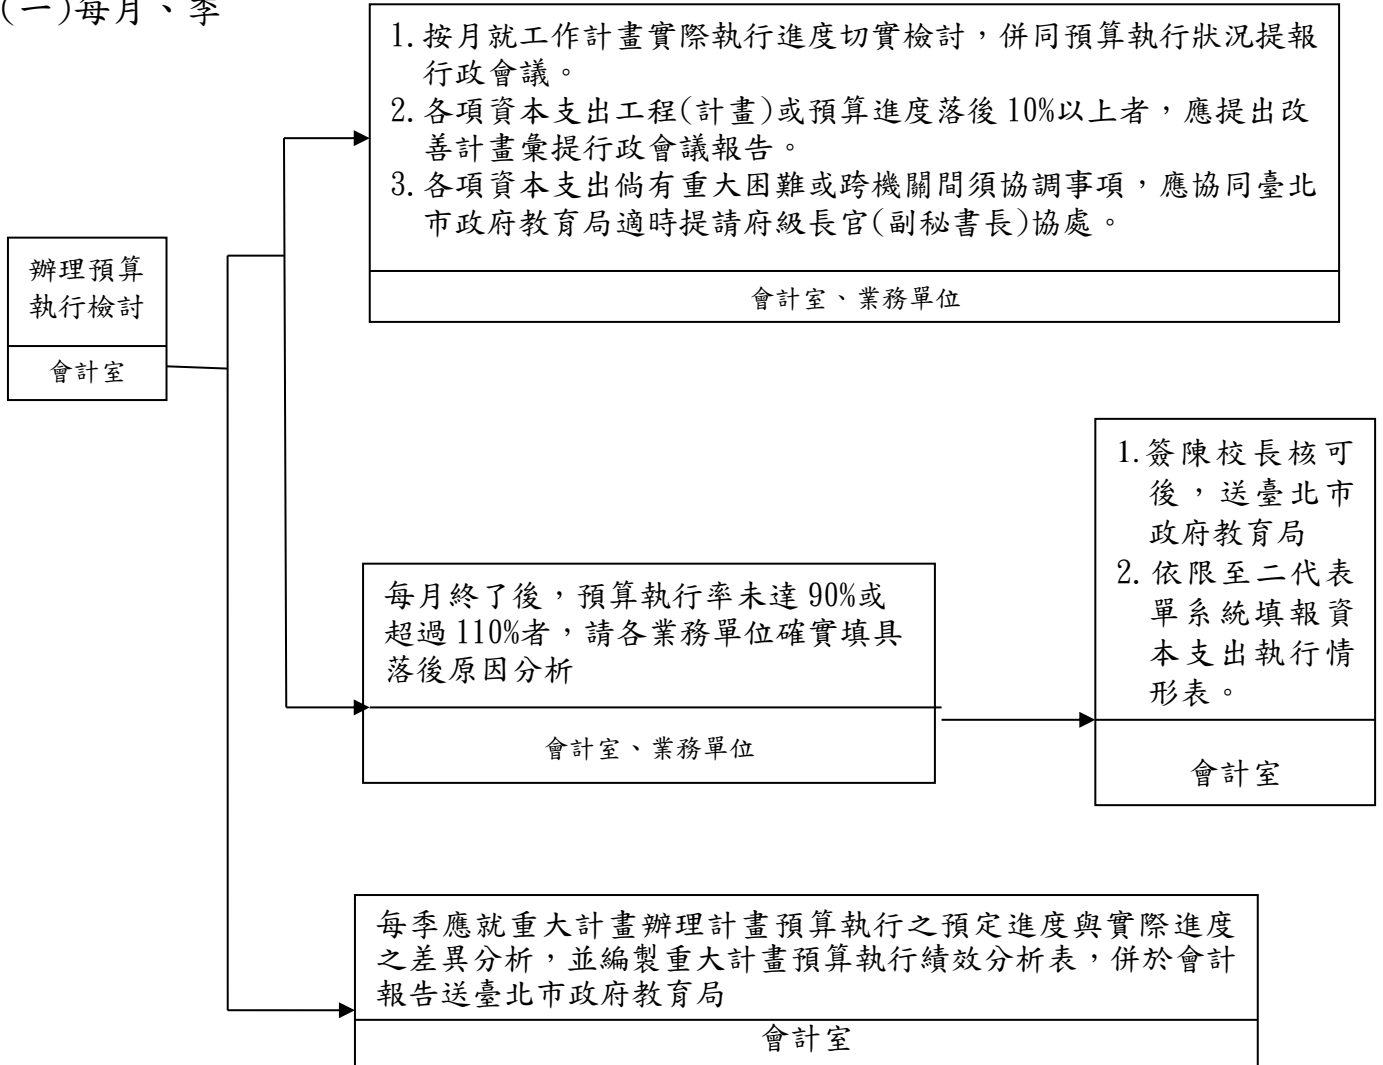 (一)每月、季
1. 按月就工作計畫實際執行進度切實檢討，併同預算執行狀況提報
行政會議。
2. 各項資本支出工程(計畫)或預算進度落後 10%以上者，應提出改
善計畫彙提行政會議報告。
3. 各項資本支出倘有重大困難或跨機關間須協調事項，應協同臺北
市政府教育局適時提請府級長官(副秘書長)協處。
會計室、業務單位
辦理預算
執行檢討
會計室
每月終了後，預算執行率未達 90%或
超過 110%者，請各業務單位確實填具
落後原因分析
會計室、業務單位
1. 簽陳校長核可
後，送臺北市
政府教育局
2. 依限至二代表
單系統填報資
本支出執行情
形表。
會計室
每季應就重大計畫辦理計畫預算執行之預定進度與實際進度
之差異分析，並編製重大計畫預算執行績效分析表，併於會計
報告送臺北市政府教育局
會計室